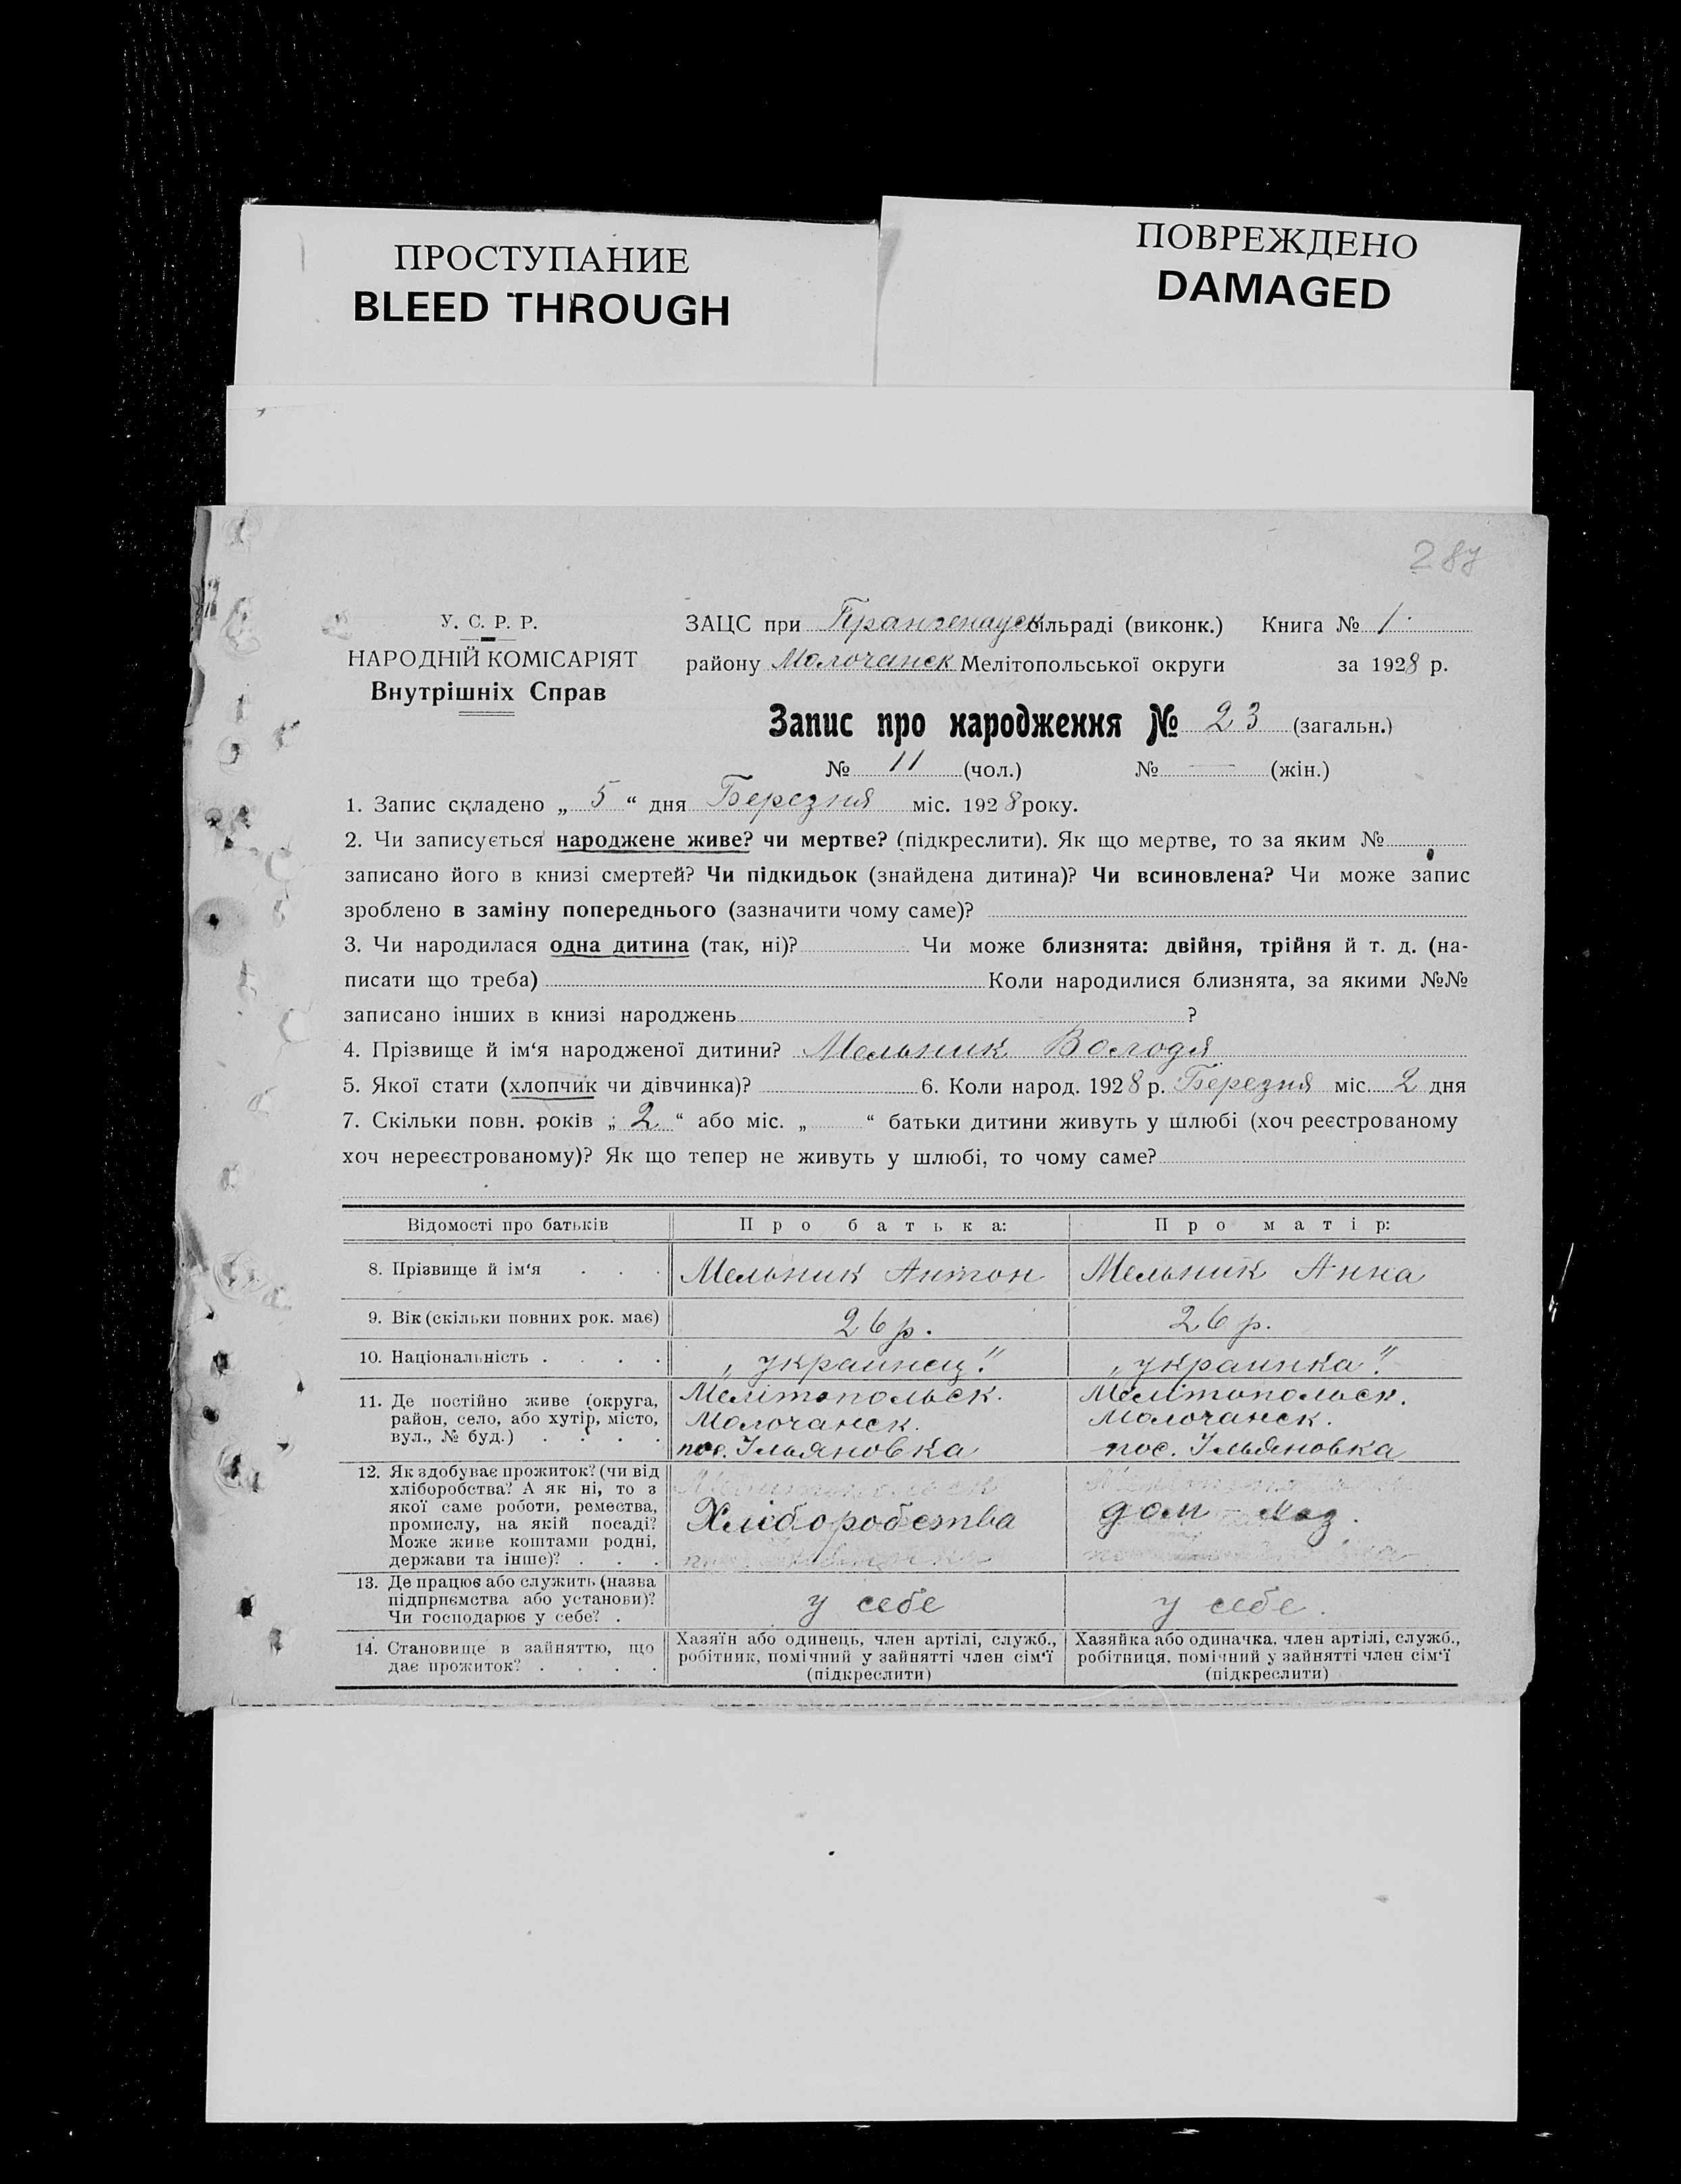 ПРОСТУПАНИЕ
BLEED THROUGH
ПОВРЕЖДЕНО
DAMAGED
287
У. С. Р. Р.
НАРОДНІЙ КОМІСАРІЯТ
Внутрішніх Справ
ЗАЦС при сільраді (виконк.) Книга № 1.
району Молочанск Мелітопольської округи за 1928 р.
Запис про народження № 23 (загальн.)
№ 11 (чол.) № — (жін.)
1. Запис складено „ 5 “ дня Березня міс. 1928 року.
2. Чи записується народжене живе? чи мертве? (підкреслити). Як що мертве, то за яким №
записано його в книзі смертей? Чи підкидьок (знайдена дитина)? Чи всиновлена? Чи може запис
зроблено в заміну попереднього (зазначити чому саме)?
3. Чи народилася одна дитина (так, ні)? Чи може близнята: двійня, трійня й т. д. (на-
писати що треба) Коли народилися близнята, за якими №№
записано інших в книзі народжень ?
4. Прізвище й ім‘я народженої дитини? Мельник Володя
5. Якої стати (хлопчик чи дівчинка)? 6. Коли народ. 1928 р. Березня міс. 2 дня
7. Скільки повн. років „ 2 “ або міс. „ “ батьки дитини живуть у шлюбі (хоч реєстрованому
хоч нереєстрованому)? Як що тепер не живуть у шлюбі, то чому саме?
Відомості про батьків Про батька: Про матір:
8. Прізвище й ім‘я . . . Мельник Антон Мельник Анна
9. Вік (скільки повних рок. має) 26 р. 26 р.
10. Національність . . . . „украинец“ „украинка“
11. Де постійно живе (округа,
район, село, або хутір, місто,
вул., № буд.) . . . .
Мелітопольск.
Молочанск.
пос. Ільяновка
Мелітопольск.
Молочанск.
пос. Ільяновка
12. Як здобуває прожиток? (чи від
хліборобства? А як ні, то з
якої саме роботи, ремества,
промислу, на якій посаді?
Може живе коштами родні,
держави та інше)? . . .
Хліборобства
дом - хоз.
13. Де працює або служить (назва
підприємства або установи)?
Чи господарює у себе? .
у себе
у себе.
14. Становище в зайняттю, що
дає прожиток? . . . .
Хазяїн або одинець, член артілі, служб.,
робітник, помічний у зайнятті член сім‘ї
(підкреслити)
Хазяйка або одиначка, член артілі, служб.,
робітниця, помічний у зайнятті член сім‘ї
(підкреслити)